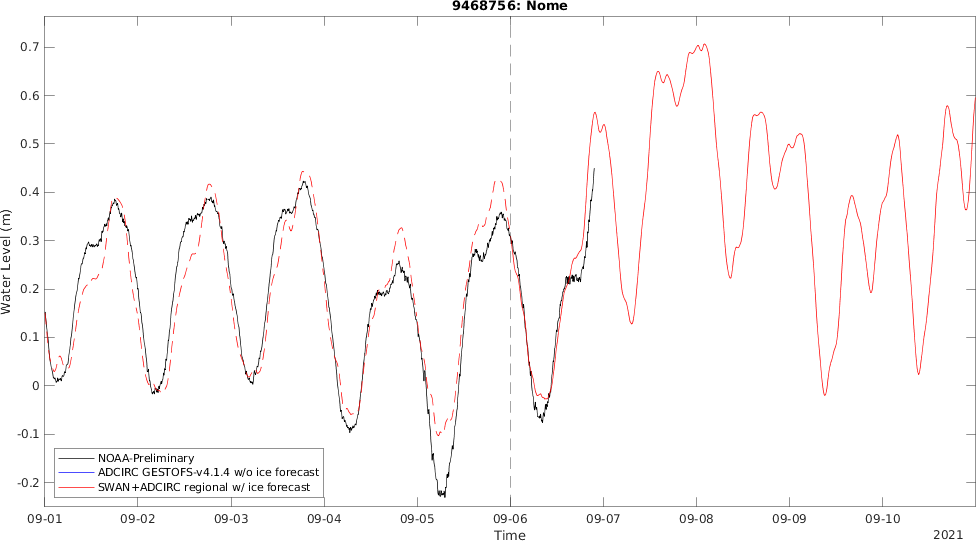 9468756: Nome
Water Level (m)
0.7
0.6
0.5
0.4
0.3
0.2
0.1
0
-0.1
-0.2
NOAA-Preliminary
ADCIRC GESTOFS-v4.1.4 w/o ice forecast
SWAN+ADCIRC regional w/ ice forecast
09-01 09-02 09-03 09-04 09-05 09-06 09-07 09-08 09-09 09-10
Time
2021